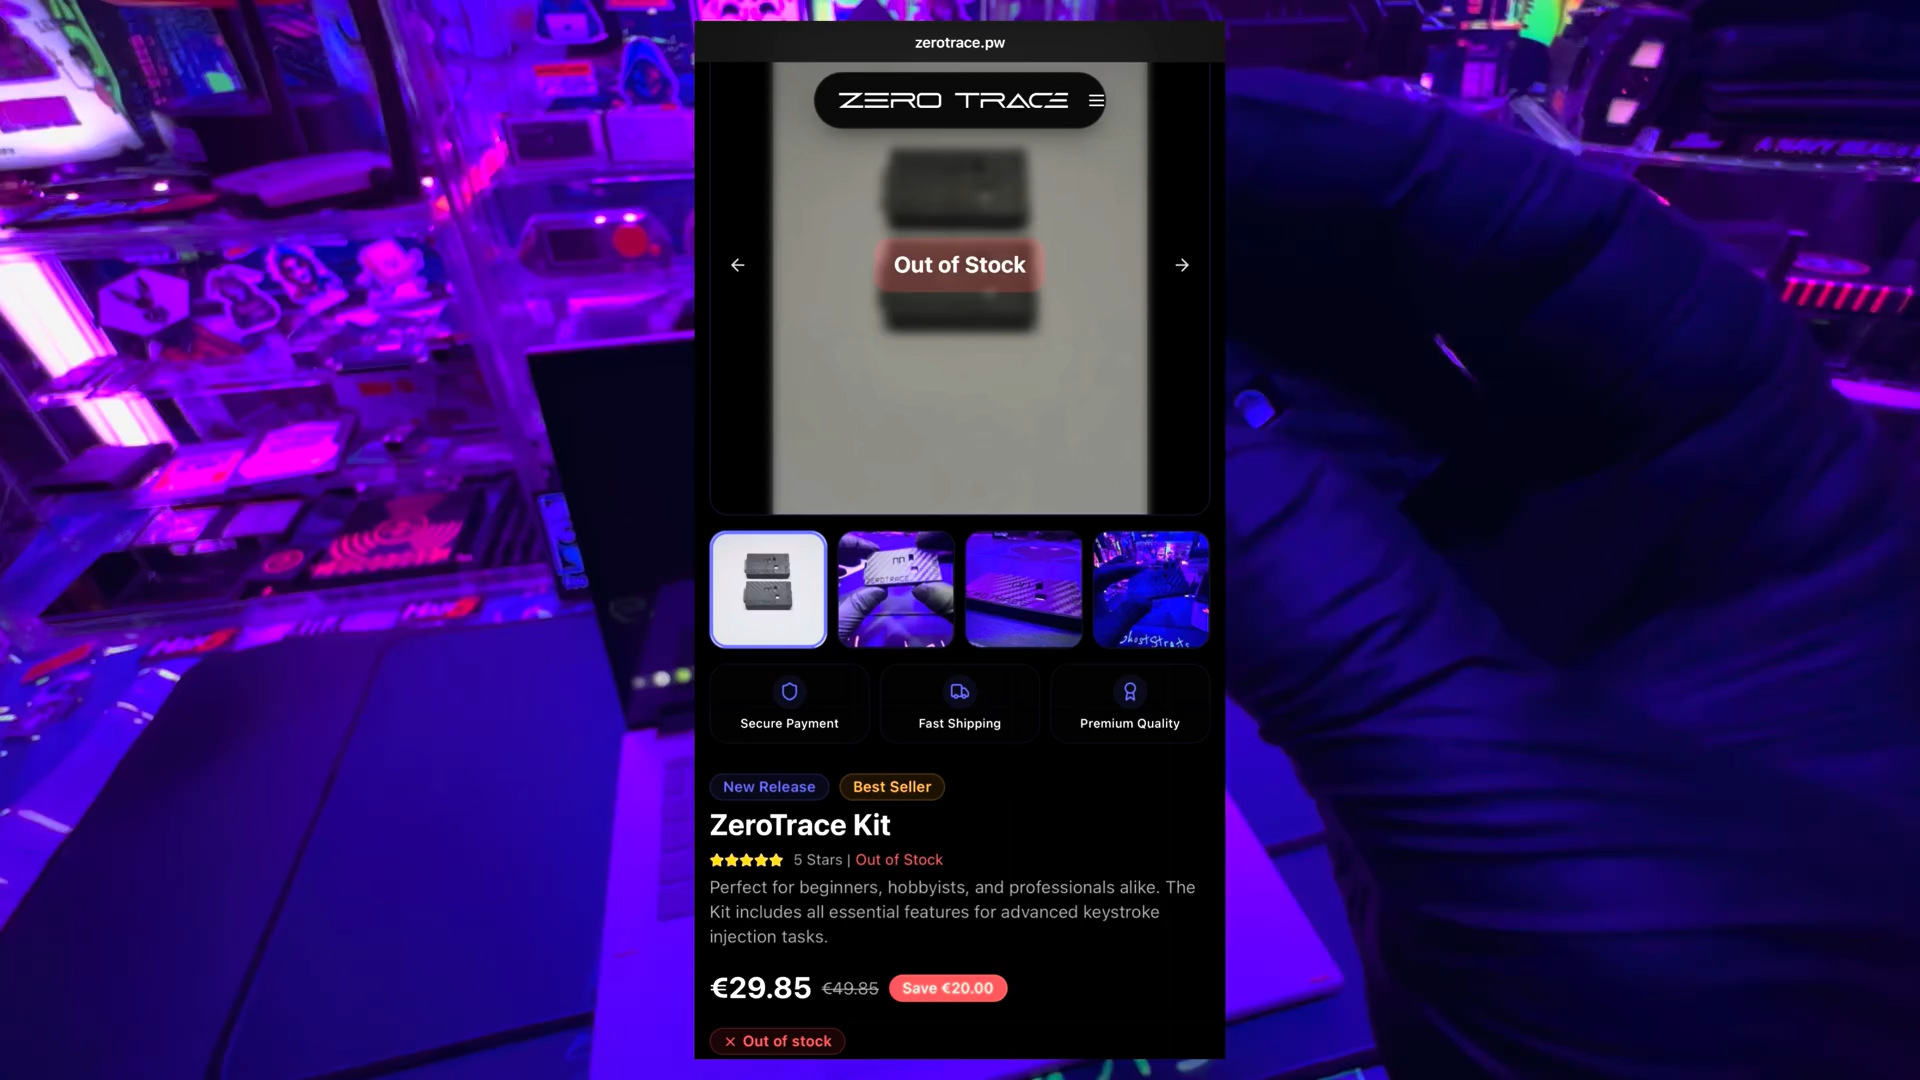 zerotrace.pw
ZERO TRACE
Out of Stock
ZEROTRACE
Secure Payment
Fast Shipping
Premium Quality
New Release
Best Seller
ZeroTrace Kit
5 Stars | Out of Stock
Perfect for beginners, hobbyists, and professionals alike. The
Kit includes all essential features for advanced keystroke
injection tasks.
€29.85 €49.85 Save €20.00
Out of stock